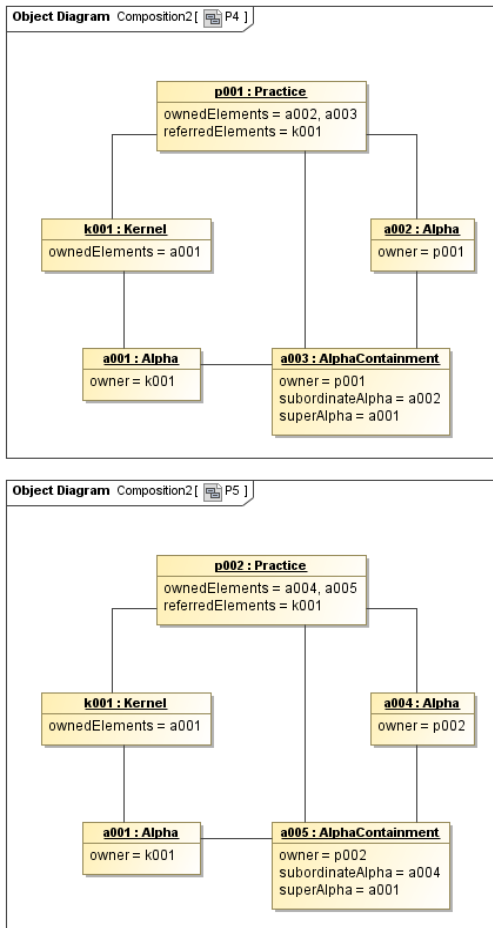 Object Diagram Composition2 [ P4 ]
p001 : Practice
ownedElements = a002, a003
referredElements = k001
k001 : Kernel
ownedElements = a001
a002 : Alpha
owner = p001
a001 : Alpha
owner = k001
a003 : AlphaContainment
owner = p001
subordinateAlpha = a002
superAlpha = a001
Object Diagram Composition2 [ P5 ]
p002 : Practice
ownedElements = a004, a005
referredElements = k001
k001 : Kernel
ownedElements = a001
a004 : Alpha
owner = p002
a001 : Alpha
owner = k001
a005 : AlphaContainment
owner = p002
subordinateAlpha = a004
superAlpha = a001